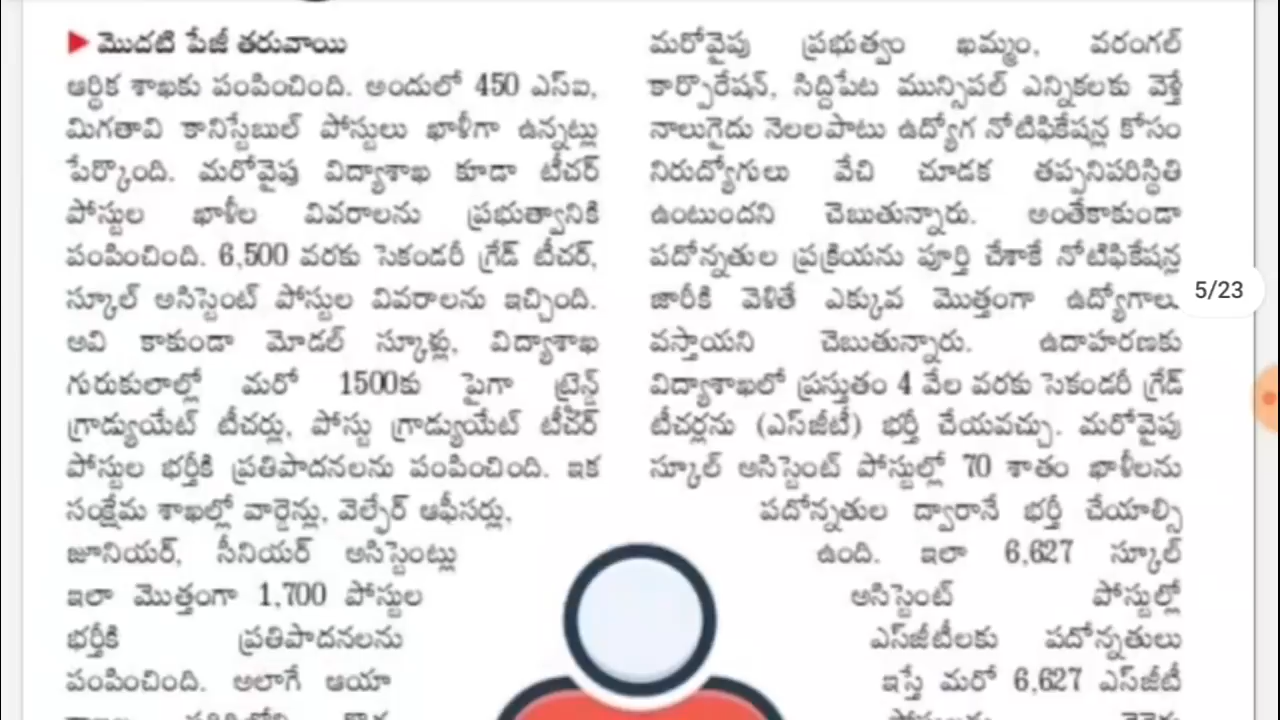 మొదటి పేజీ తరువాయి
ఆర్థిక శాఖకు పంపించింది. అందులో 450 ఎస్ఐ,
మిగతావి కానిస్టేబుల్ పోస్టులు ఖాళీగా ఉన్నట్లు
పేర్కొంది. మరోవైపు విద్యాశాఖ కూడా టీచర్
పోస్టుల ఖాళీల వివరాలను ప్రభుత్వానికి
పంపించింది. 6,500 వరకు సెకండరీ గ్రేడ్ టీచర్,
స్కూల్ అసిస్టెంట్ పోస్టుల వివరాలను ఇచ్చింది.
అవి కాకుండా మోడల్ స్కూళ్లు, విద్యాశాఖ
గురుకులాల్లో మరో 1500కు పైగా ట్రైన్డ్
గ్రాడ్యుయేట్ టీచర్లు, పోస్టు గ్రాడ్యుయేట్ టీచర్
పోస్టుల భర్తీకి ప్రతిపాదనలను పంపించింది. ఇక
సంక్షేమ శాఖల్లో వార్డెన్లు, వెల్ఫేర్ ఆఫీసర్లు,
జూనియర్, సీనియర్ అసిస్టెంట్లు
ఇలా మొత్తంగా 1,700 పోస్టుల
భర్తీకి ప్రతిపాదనలను
పంపించింది. అలాగే ఆయా
మరోవైపు ప్రభుత్వం ఖమ్మం, వరంగల్
కార్పొరేషన్, సిద్దిపేట మున్సిపల్ ఎన్నికలకు వెళ్తే
నాలుగైదు నెలలపాటు ఉద్యోగ నోటిఫికేషన్ల కోసం
నిరుద్యోగులు వేచి చూడక తప్పనిపరిస్థితి
ఉంటుందని చెబుతున్నారు. అంతేకాకుండా
పదోన్నతుల ప్రక్రియను పూర్తి చేశాకే నోటిఫికేషన్ల
జారీకి వెళితే ఎక్కువ మొత్తంగా ఉద్యోగాలు
వస్తాయని చెబుతున్నారు. ఉదాహరణకు
విద్యాశాఖలో ప్రస్తుతం 4 వేల వరకు సెకండరీ గ్రేడ్
టీచర్లను (ఎస్‌జీటీ) భర్తీ చేయవచ్చు. మరోవైపు
స్కూల్ అసిస్టెంట్ పోస్టుల్లో 70 శాతం ఖాళీలను
పదోన్నతుల ద్వారానే భర్తీ చేయాల్సి
ఉంది. ఇలా 6,627 స్కూల్
అసిస్టెంట్ పోస్టుల్లో
ఎస్‌జీటీలకు పదోన్నతులు
ఇస్తే మరో 6,627 ఎస్‌జీటీ
5/23